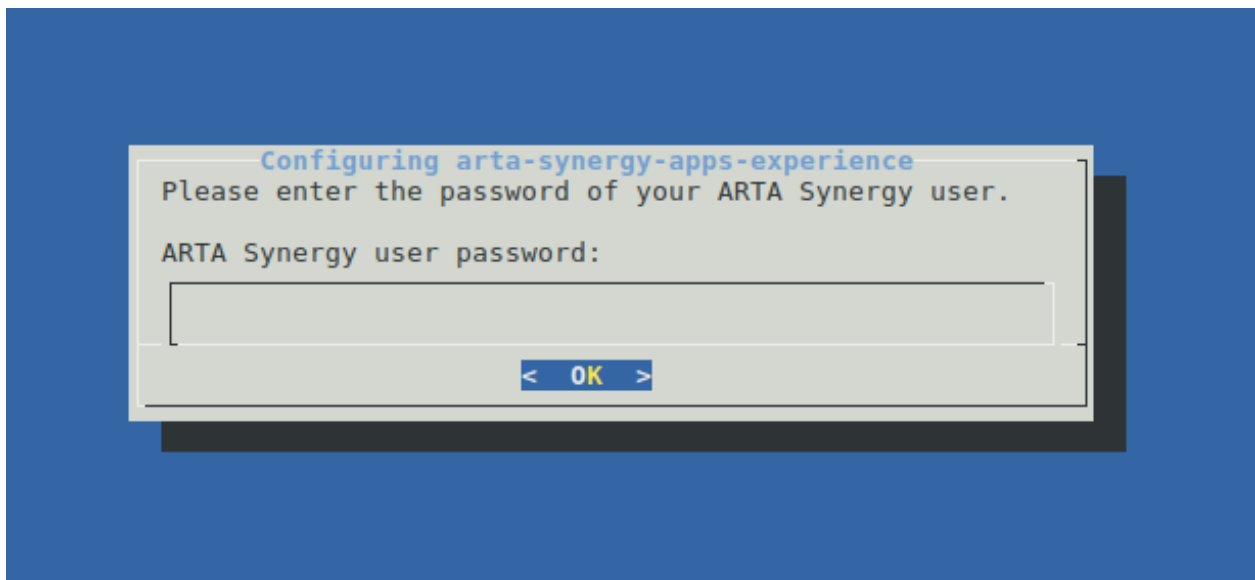 Configuring arta-synergy-apps-experience
Please enter the password of your ARTA Synergy user.
ARTA Synergy user password:
< OK >